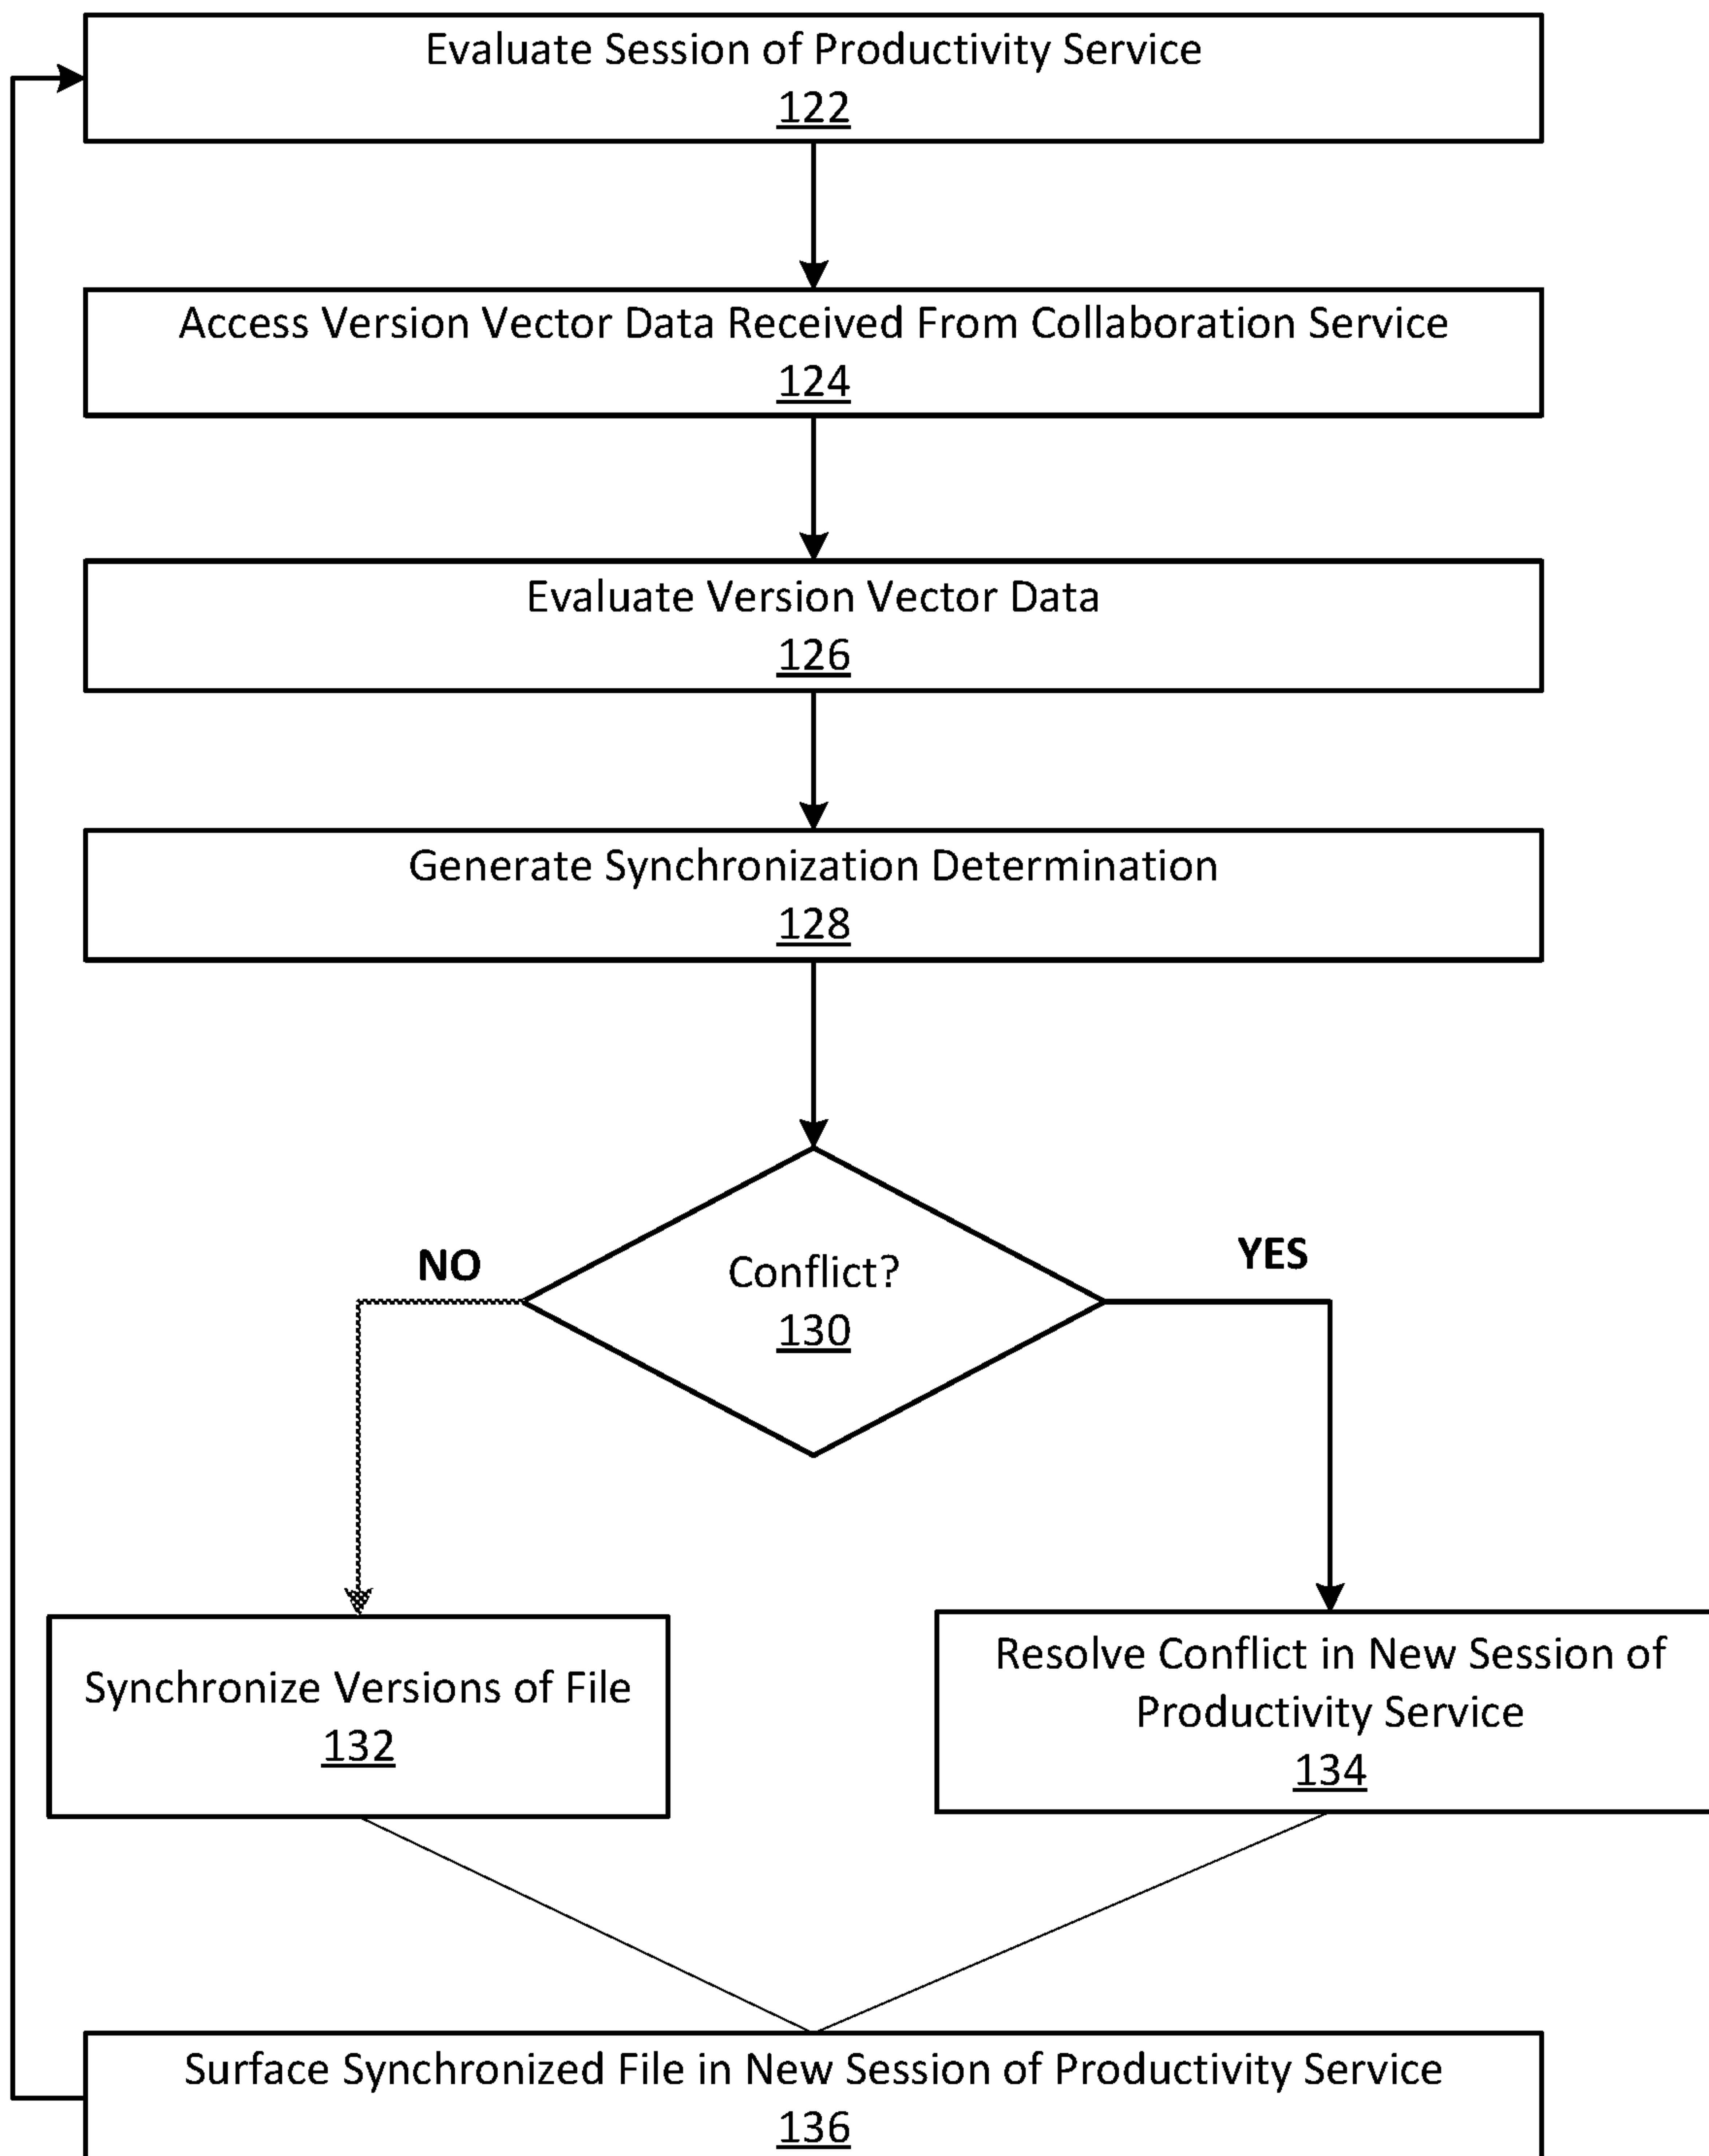 Evaluate Session of Productivity Service
122
Access Version Vector Data Received From Collaboration Service
124
Evaluate Version Vector Data
126
Generate Synchronization Determination
128
Conflict?
130
NO
YES
Synchronize Versions of File
132
Resolve Conflict in New Session of
Productivity Service
134
Surface Synchronized File in New Session of Productivity Service
136